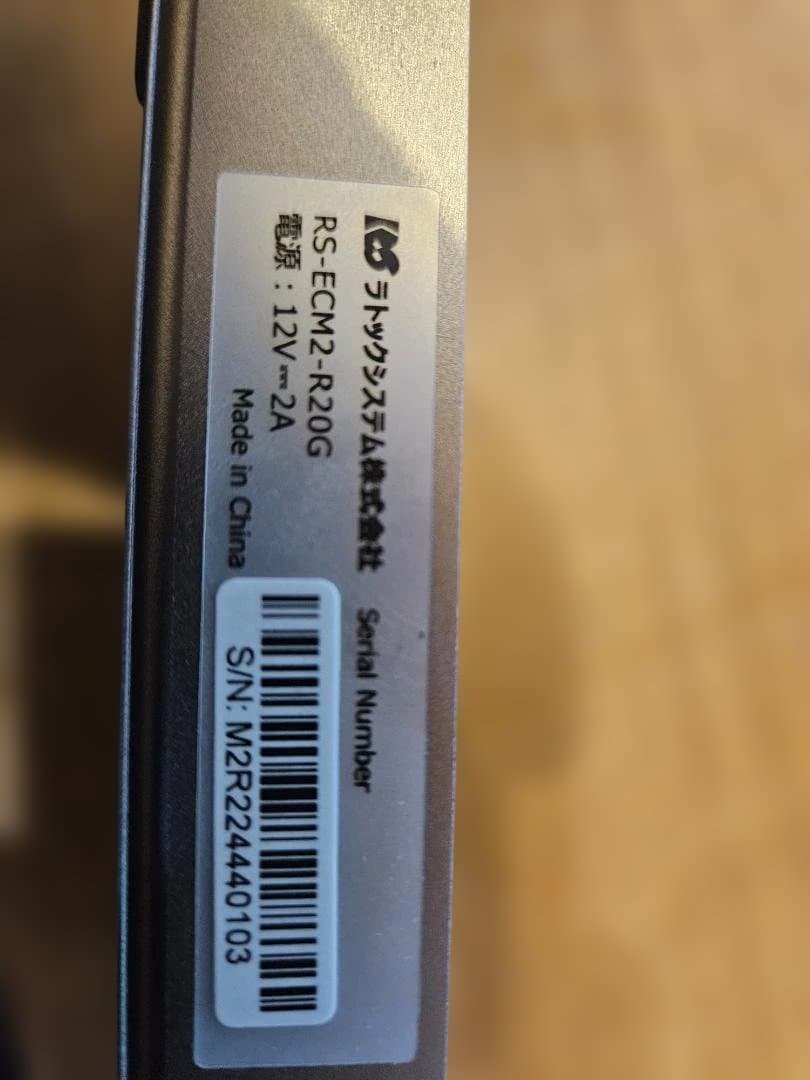 ラトックシステム株式会社
RS-ECM2-R20G
電源：12V⎓2A
Made in China
Serial Number
S/N: M2R224440103